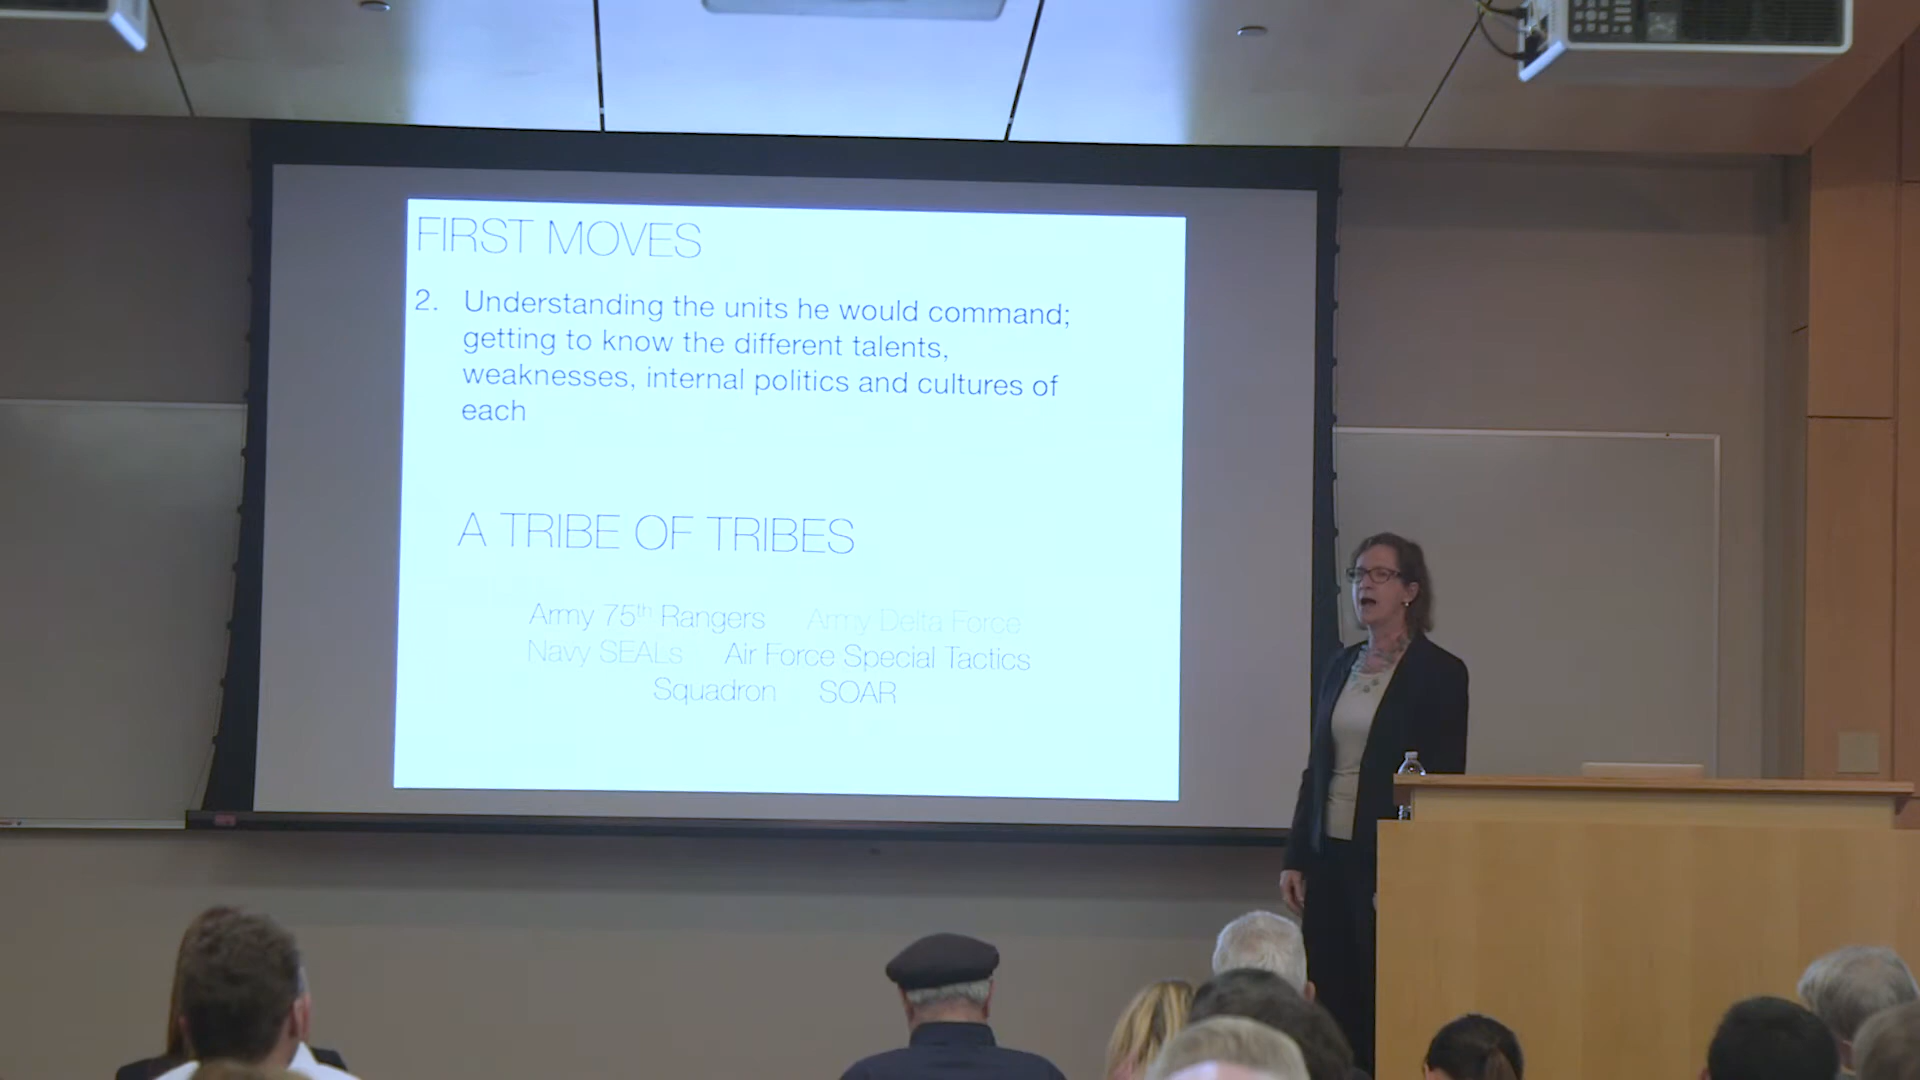 FIRST MOVES
2. Understanding the units he would command;
getting to know the different talents,
weaknesses, internal politics and cultures of
each
A TRIBE OF TRIBES
Army 75th Rangers Army Delta Force
Navy SEALs Air Force Special Tactics
Squadron SOAR